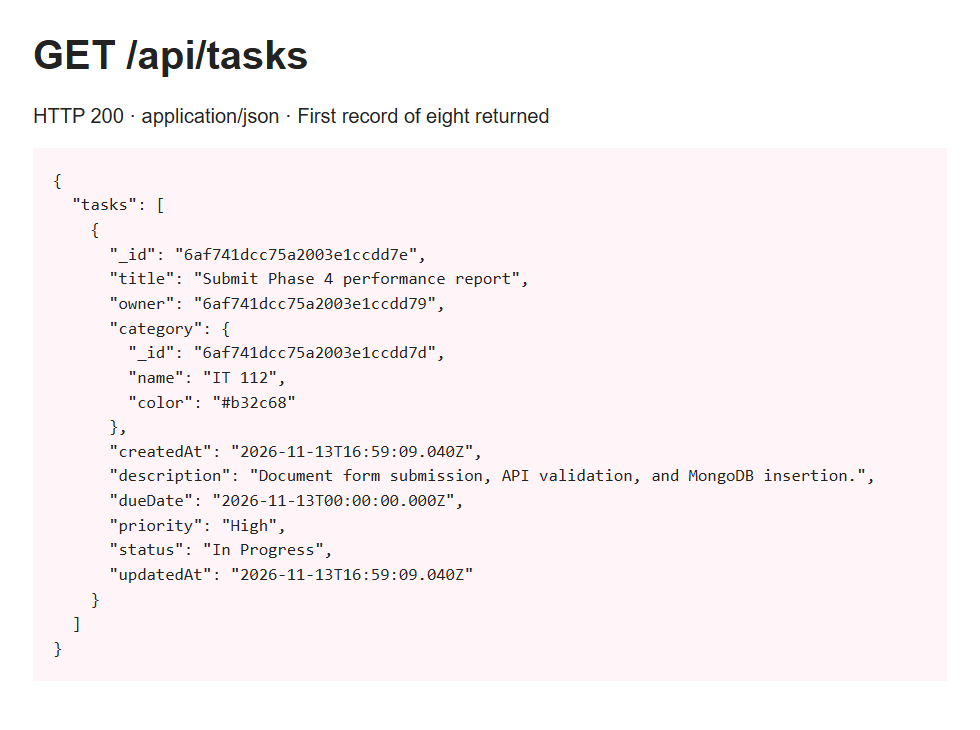 GET /api/tasks
HTTP 200 · application/json · First record of eight returned
{
  "tasks": [
    {
      "_id": "6af741dcc75a2003e1ccdd7e",
      "title": "Submit Phase 4 performance report",
      "owner": "6af741dcc75a2003e1ccdd79",
      "category": {
        "_id": "6af741dcc75a2003e1ccdd7d",
        "name": "IT 112",
        "color": "#b32c68"
      },
      "createdAt": "2026-11-13T16:59:09.040Z",
      "description": "Document form submission, API validation, and MongoDB insertion.",
      "dueDate": "2026-11-13T00:00:00.000Z",
      "priority": "High",
      "status": "In Progress",
      "updatedAt": "2026-11-13T16:59:09.040Z"
    }
  ]
}